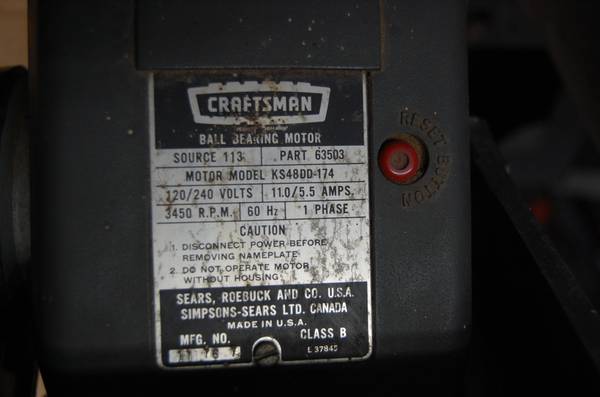 CRAFTSMAN
BALL BEARING MOTOR
SOURCE 113 PART 63503
MOTOR MODEL KS48DD-174
120/240 VOLTS 11.0/5.5 AMPS.
3450 R.P.M. 60 Hz 1 PHASE
CAUTION
1. DISCONNECT POWER BEFORE
REMOVING NAMEPLATE.
2. DO NOT OPERATE MOTOR
WITHOUT HOUSING.
SEARS, ROEBUCK AND CO. U.S.A.
SIMPSONS-SEARS LTD. CANADA
MADE IN U.S.A.
MFG. NO. CLASS B
L 37845
RESET BUTTON